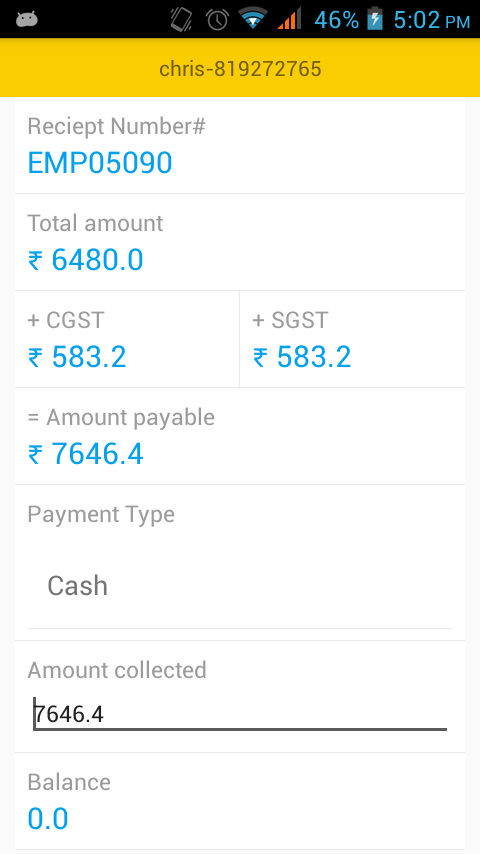 46% 5:02 PM
chris-819272765
Reciept Number#
EMP05090
Total amount
₹ 6480.0
+ CGST + SGST
₹ 583.2 ₹ 583.2
= Amount payable
₹ 7646.4
Payment Type
Cash
Amount collected
7646.4
Balance
0.0